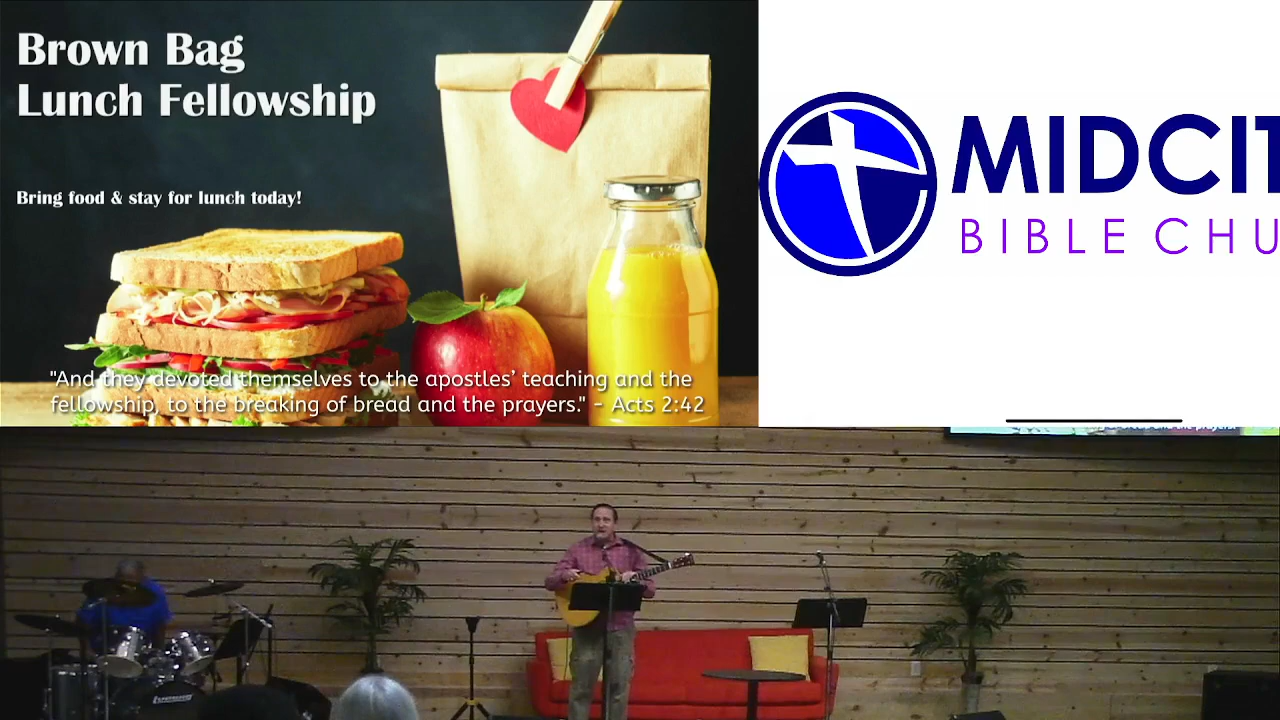 Brown Bag
Lunch Fellowship
Bring food & stay for lunch today!
"And they devoted themselves to the apostles’ teaching and the
fellowship, to the breaking of bread and the prayers." - Acts 2:42
MIDCIT
BIBLE CHU